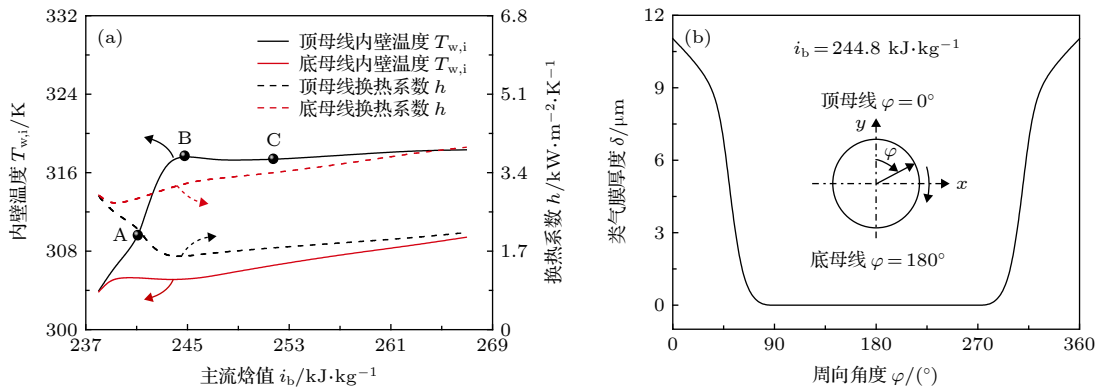 (a)
顶母线内壁温度 T_{w,i}
底母线内壁温度 T_{w,i}
顶母线换热系数 h
底母线换热系数 h
A
B
C
332
324
316
308
300
内壁温度 T_{w,i}/K
6.8
5.1
3.4
1.7
0
换热系数 h/kW·m⁻²·K⁻¹
237
245
253
261
269
主流焓值 i_b/kJ·kg⁻¹
(b)
i_b = 244.8 kJ·kg⁻¹
顶母线 φ = 0°
y
φ
x
底母线 φ = 180°
12
9
6
3
0
类气膜厚度 δ/μm
0
90
180
270
360
周向角度 φ/(°)